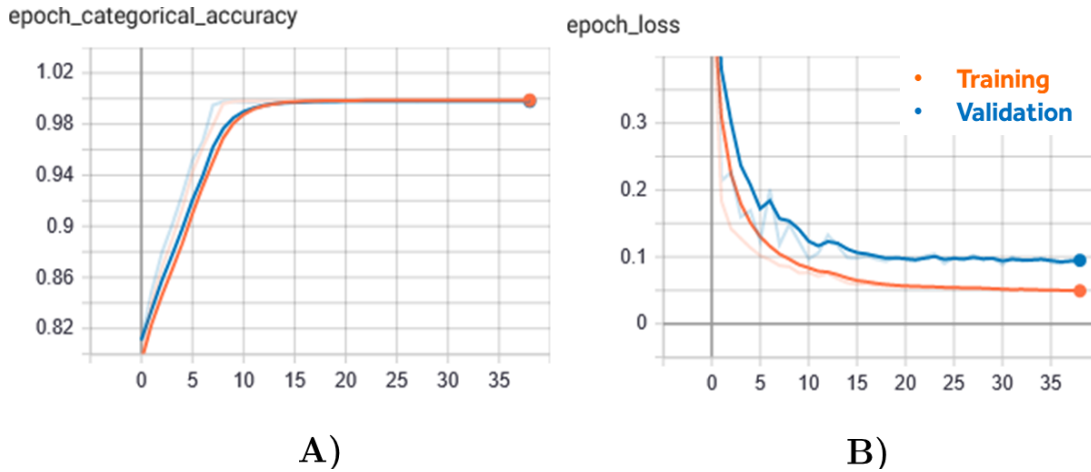 epoch_categorical_accuracy
1.02
0.98
0.94
0.9
0.86
0.82
0 5 10 15 20 25 30 35
A)
epoch_loss
• Training
• Validation
0.3
0.2
0.1
0
0 5 10 15 20 25 30 35
B)